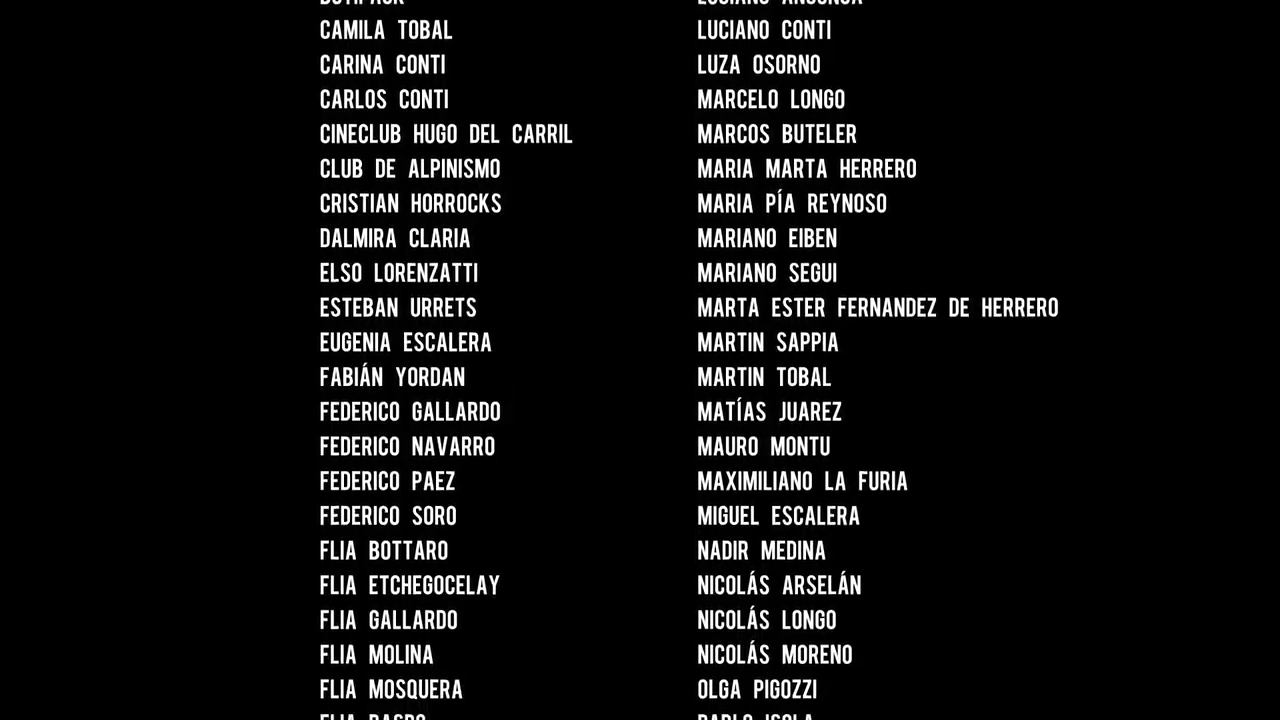 CAMILA TOBAL
CARINA CONTI
CARLOS CONTI
CINECLUB HUGO DEL CARRIL
CLUB DE ALPINISMO
CRISTIAN HORROCKS
DALMIRA CLARIA
ELSO LORENZATTI
ESTEBAN URRETS
EUGENIA ESCALERA
FABIÁN YORDAN
FEDERICO GALLARDO
FEDERICO NAVARRO
FEDERICO PAEZ
FEDERICO SORO
FLIA BOTTARO
FLIA ETCHEGOCELAY
FLIA GALLARDO
FLIA MOLINA
FLIA MOSQUERA
FLIA
LUCIANO
LUCIANO CONTI
LUZA OSORNO
MARCELO LONGO
MARCOS BUTELER
MARIA MARTA HERRERO
MARIA PÍA REYNOSO
MARIANO EIBEN
MARIANO SEGUI
MARTA ESTER FERNANDEZ DE HERRERO
MARTIN SAPPIA
MARTIN TOBAL
MATÍAS JUAREZ
MAURO MONTU
MAXIMILIANO LA FURIA
MIGUEL ESCALERA
NADIR MEDINA
NICOLÁS ARSELÁN
NICOLÁS LONGO
NICOLÁS MORENO
OLGA PIGOZZI
PABLO ISOLA